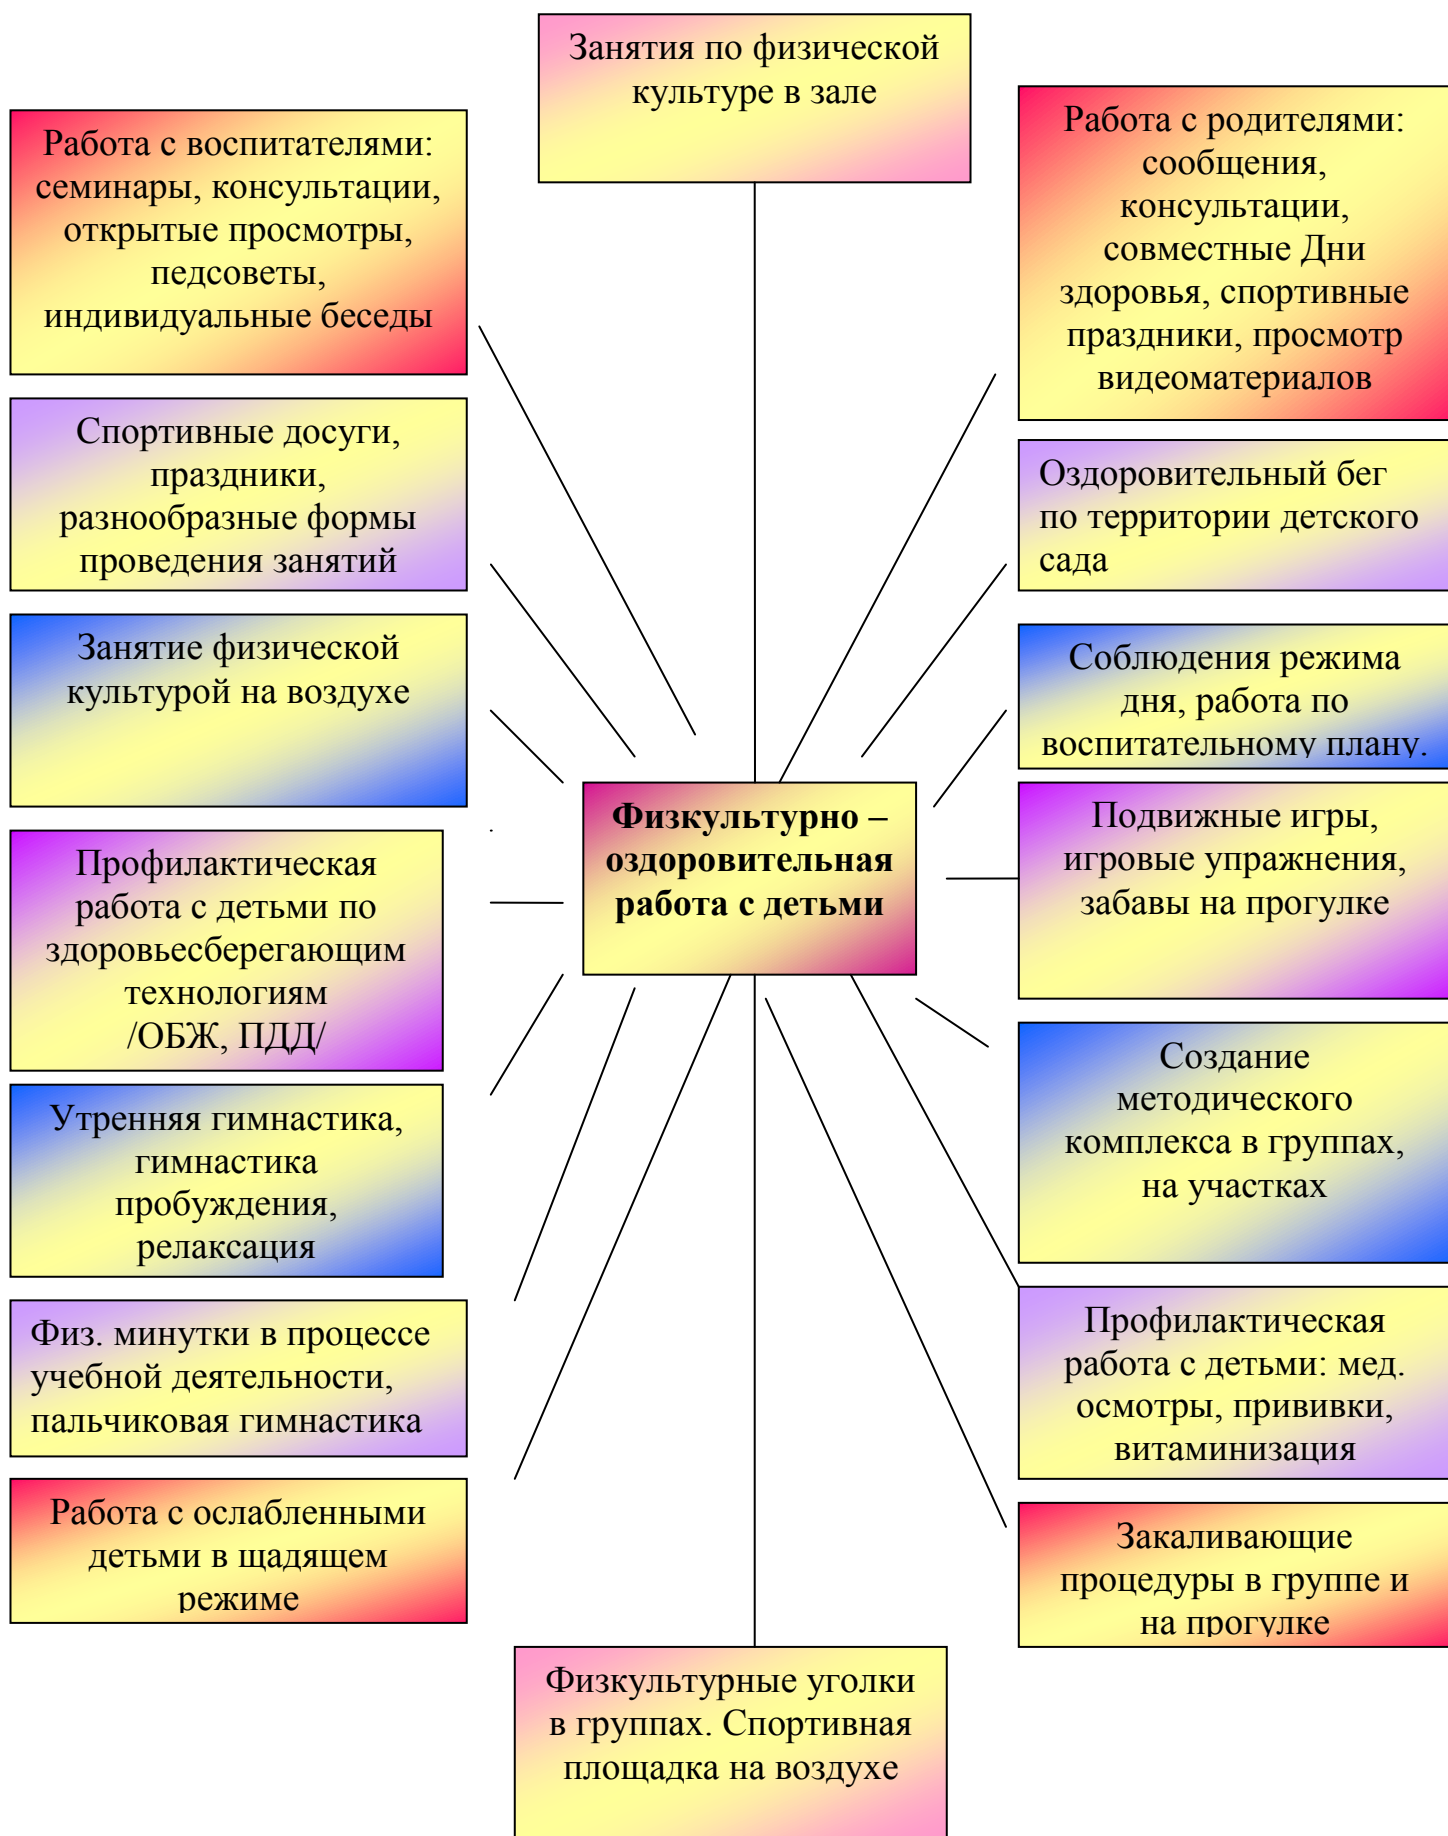 Занятия по физической
культуре в зале
Работа с воспитателями:
семинары, консультации,
открытые просмотры,
педсоветы,
индивидуальные беседы
Спортивные досуги,
праздники,
разнообразные формы
проведения занятий
Занятие физической
культурой на воздухе
Профилактическая
работа с детьми по
здоровьесберегающим
технологиям
/ОБЖ, ПДД/
Утренняя гимнастика,
гимнастика
пробуждения,
релаксация
Физ. минутки в процессе
учебной деятельности,
пальчиковая гимнастика
Работа с ослабленными
детьми в щадящем
режиме
Физкультурно –
оздоровительная
работа с детьми
Работа с родителями:
сообщения,
консультации,
совместные Дни
здоровья, спортивные
праздники, просмотр
видеоматериалов
Оздоровительный бег
по территории детского
сада
Соблюдения режима
дня, работа по
воспитательному плану.
Подвижные игры,
игровые упражнения,
забавы на прогулке
Создание
методического
комплекса в группах,
на участках
Профилактическая
работа с детьми: мед.
осмотры, прививки,
витаминизация
Закаливающие
процедуры в группе и
на прогулке
Физкультурные уголки
в группах. Спортивная
площадка на воздухе